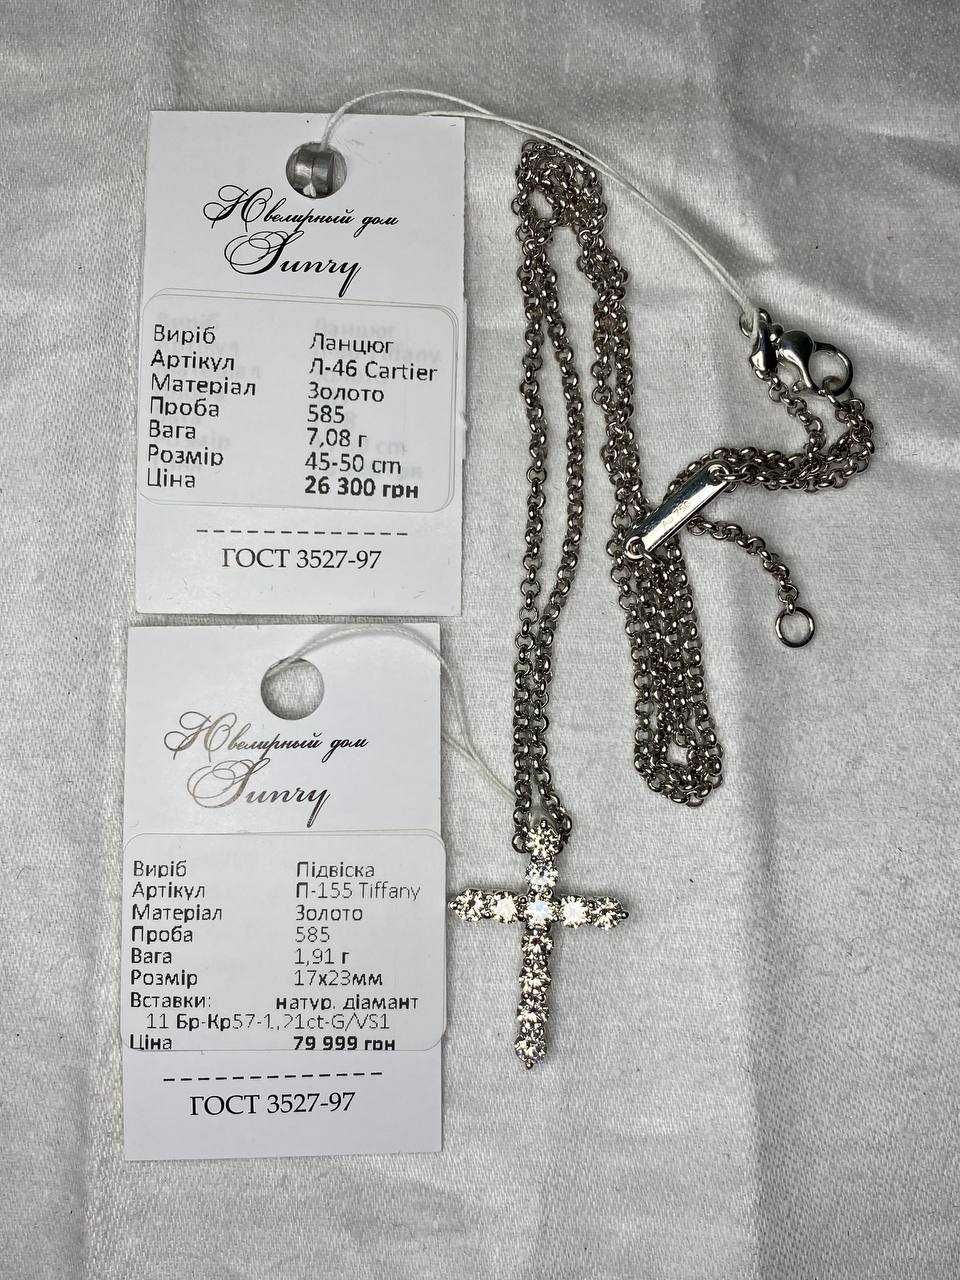 Ювелирный дом
Sunry
Виріб Ланцюг
Артікул Л-46 Cartier
Матеріал Золото
Проба 585
Вага 7,08 г
Розмір 45-50 cm
Ціна 26 300 грн
ГОСТ 3527-97
Ювелирный дом
Sunry
Виріб Підвіска
Артікул П-155 Tiffany
Матеріал Золото
Проба 585
Вага 1,91 г
Розмір 17х23мм
Вставки: натур. діамант
11 Бр-Кр57-1,21ct-G/VS1
Ціна 79 999 грн
ГОСТ 3527-97